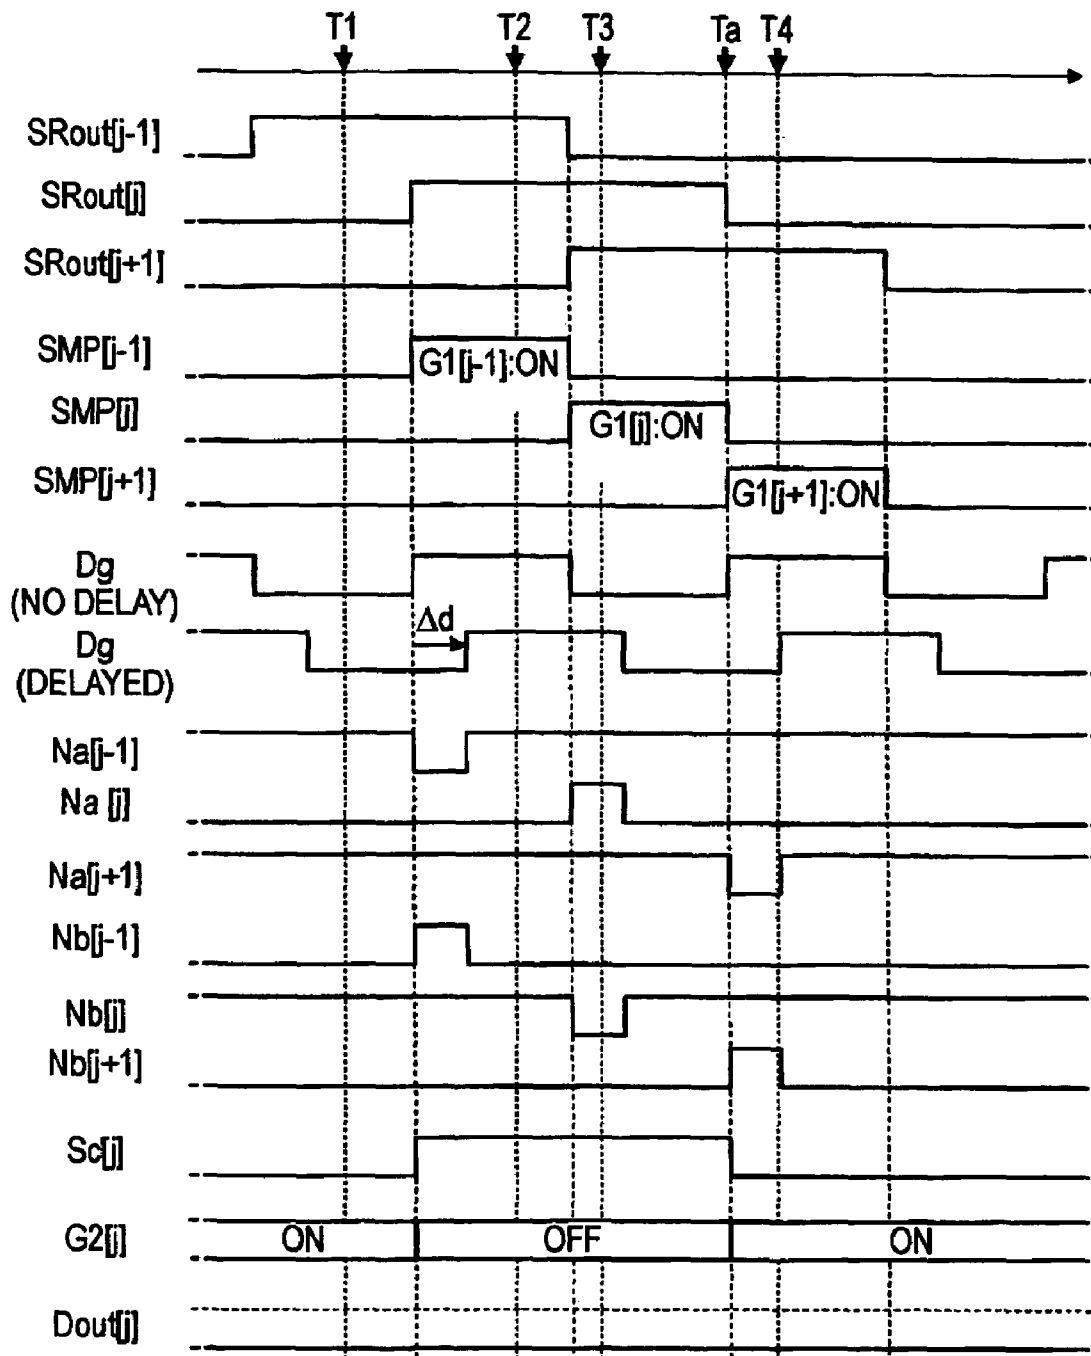 T1 T2 T3 Ta T4
SRout[j-1]
SRout[j]
SRout[j+1]
SMP[j-1]
G1[j-1]:ON
SMP[j]
G1[j]:ON
SMP[j+1]
G1[j+1]:ON
Dg
(NO DELAY)
Δd
Dg
(DELAYED)
Na[j-1]
Na [j]
Na[j+1]
Nb[j-1]
Nb[j]
Nb[j+1]
Sc[j]
G2[j]
ON OFF ON
Dout[j]